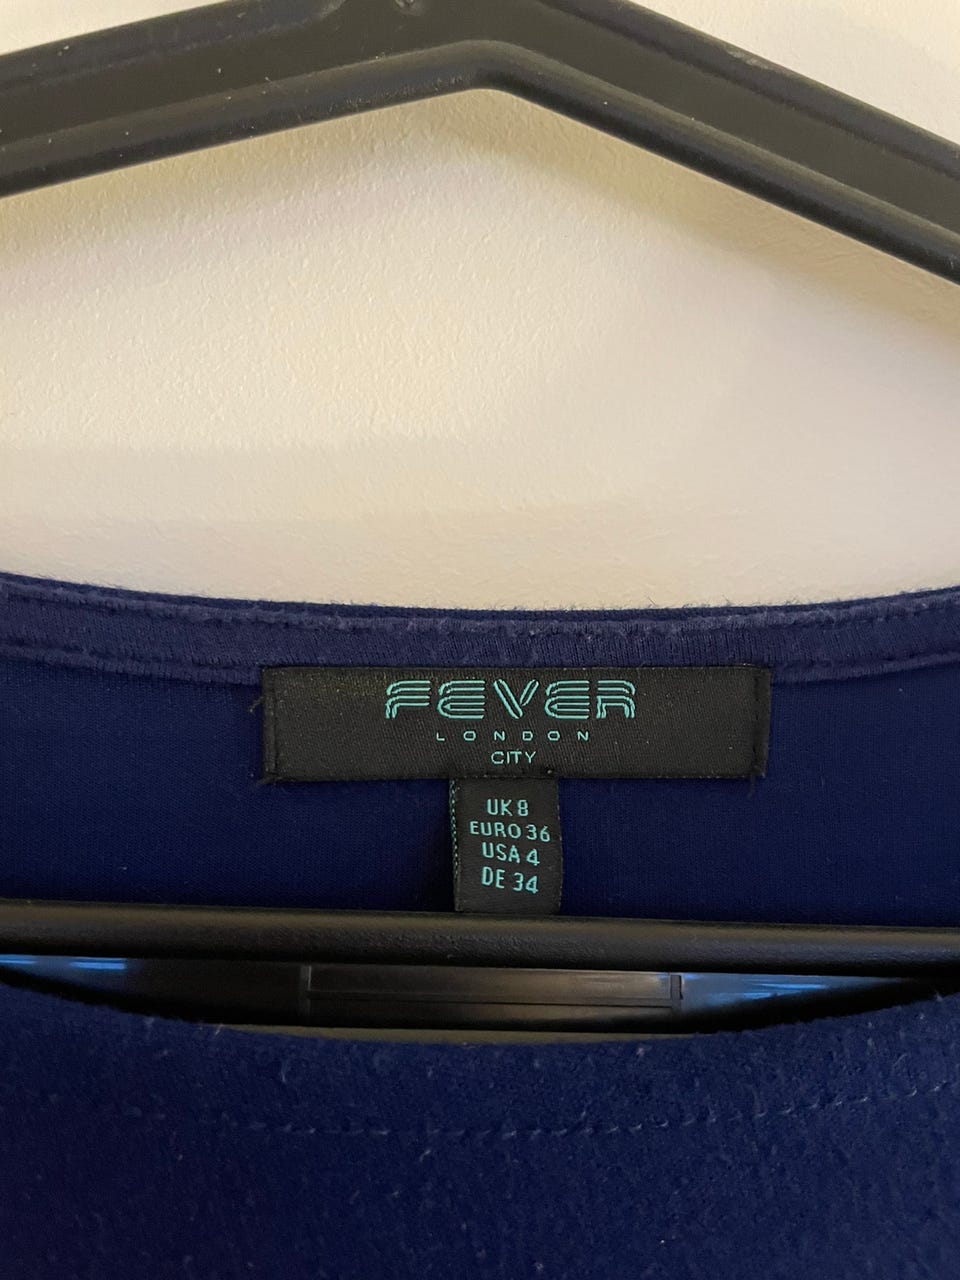 FEVER
LONDON
CITY
UK 8
EURO 36
USA 4
DE 34